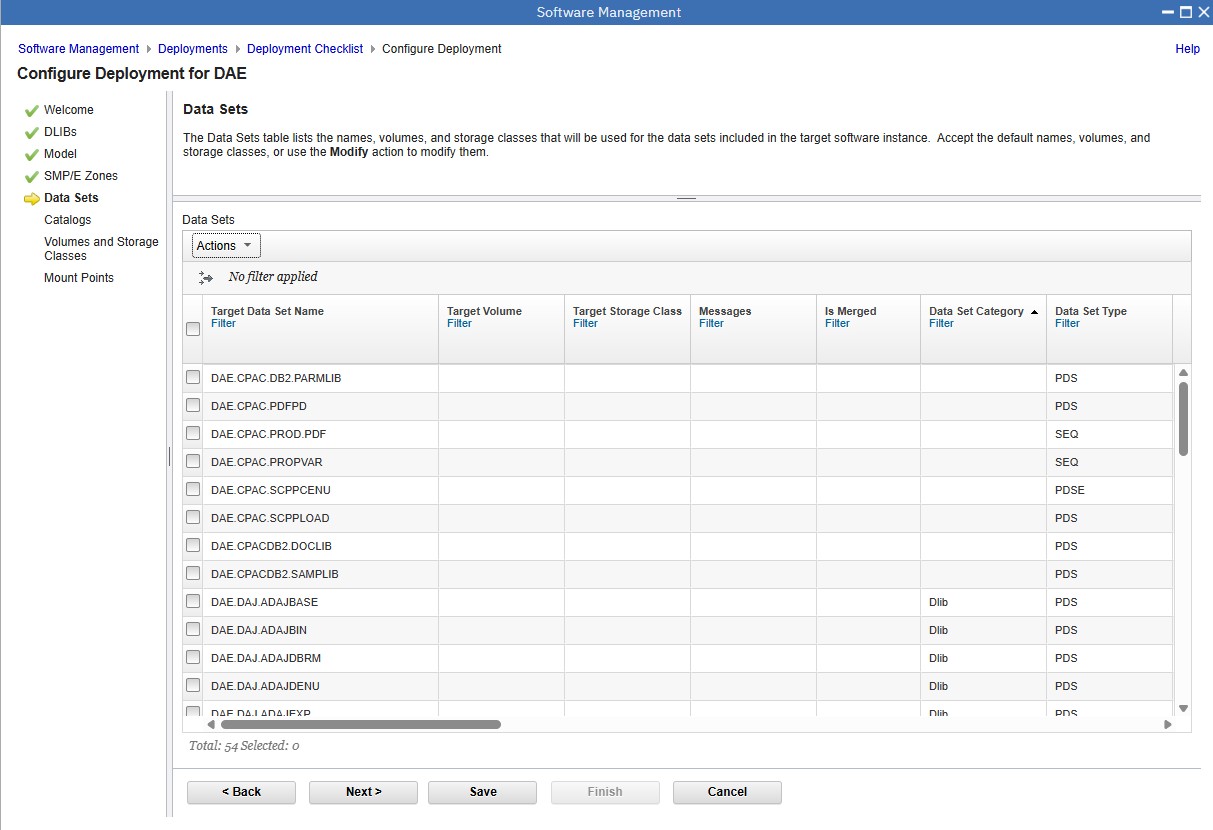 Software Management
Software Management Deployments Deployment Checklist Configure Deployment Help
Configure Deployment for DAE
Welcome
DLIBs
Model
SMP/E Zones
Data Sets
Catalogs
Volumes and Storage
Classes
Mount Points
Data Sets
The Data Sets table lists the names, volumes, and storage classes that will be used for the data sets included in the target software instance. Accept the default names, volumes, and
storage classes, or use the Modify action to modify them.
Data Sets
Actions
No filter applied
Target Data Set Name Target Volume Target Storage Class Messages Is Merged Data Set Category Data Set Type
Filter Filter Filter Filter Filter Filter Filter
DAE.CPAC.DB2.PARMLIB PDS
DAE.CPAC.PDFPD PDS
DAE.CPAC.PROD.PDF SEQ
DAE.CPAC.PROPVAR SEQ
DAE.CPAC.SCPPCENU PDSE
DAE.CPAC.SCPPLOAD PDS
DAE.CPACDB2.DOCLIB PDS
DAE.CPACDB2.SAMPLIB PDS
DAE.DAJ.ADAJBASE Dlib PDS
DAE.DAJ.ADAJBIN Dlib PDS
DAE.DAJ.ADAJDBRM Dlib PDS
DAE.DAJ.ADAJDENU Dlib PDS
DAE.DAJ.ADAJEXP Dlib PDS
Total: 54 Selected: 0
< Back Next > Save Finish Cancel